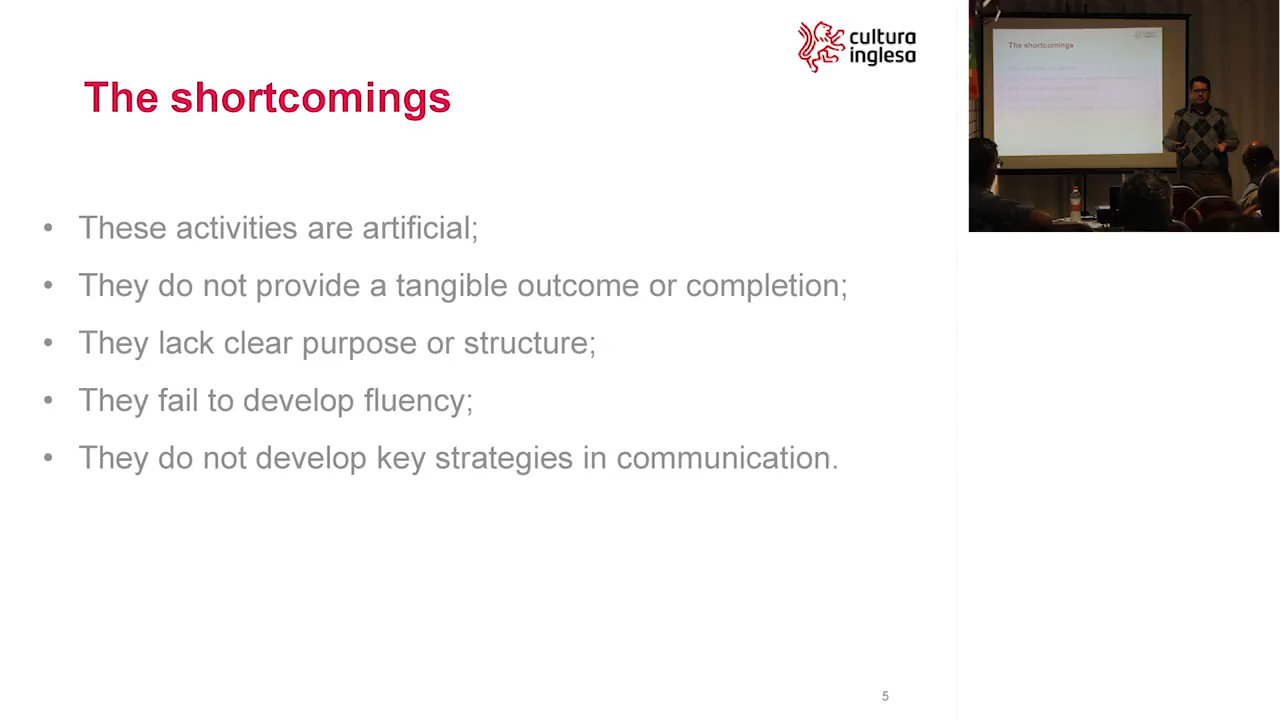 cultura
inglesa
The shortcomings
• These activities are artificial;
• They do not provide a tangible outcome or completion;
• They lack clear purpose or structure;
• They fail to develop fluency;
• They do not develop key strategies in communication.
5
The shortcomings